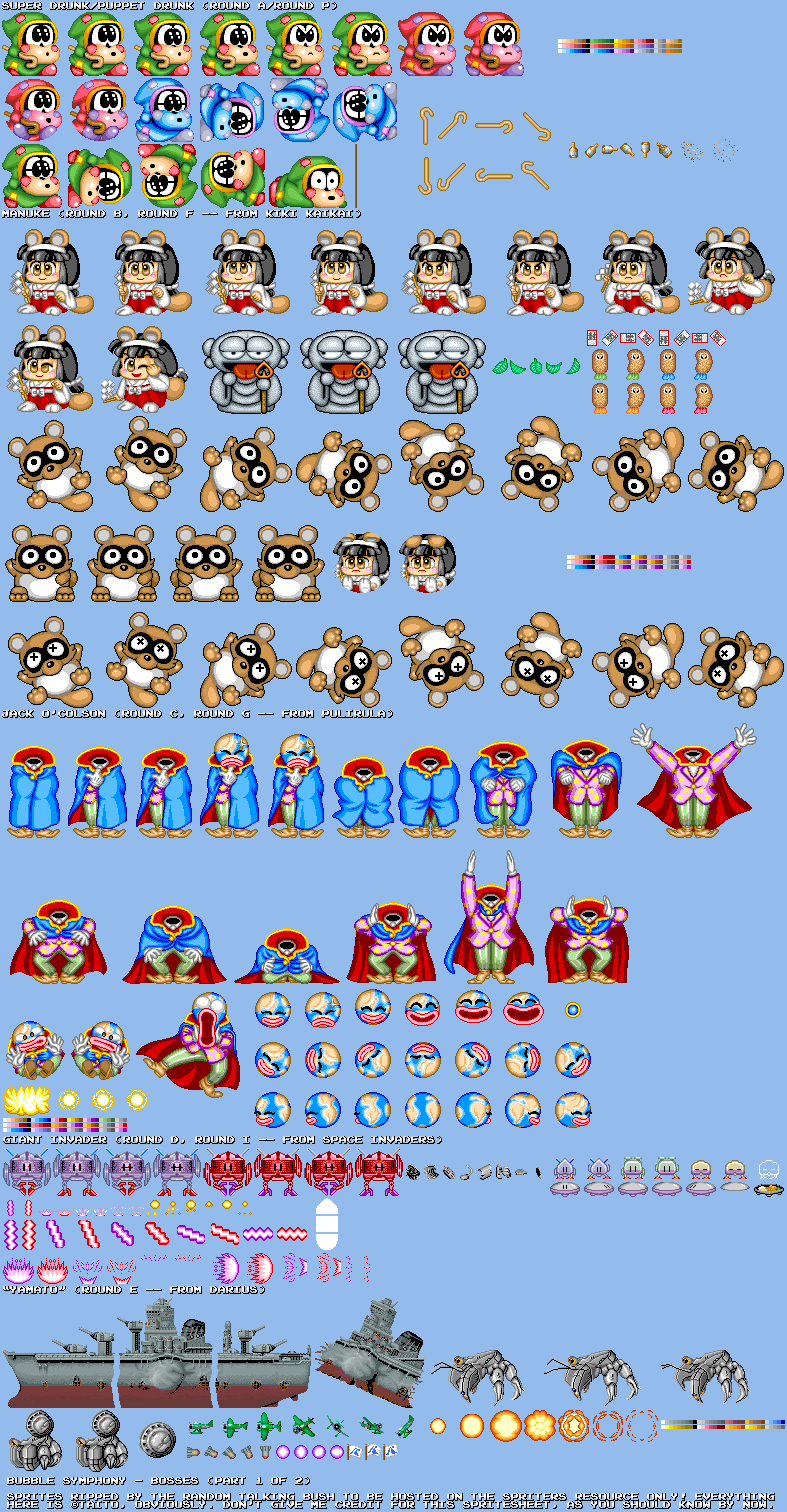 SUPER DRUNK/PUPPET DRUNK (ROUND A/ROUND P)
MANUKE (ROUND B, ROUND F -- FROM KIKI KAIKAI)
JACK O'COLSON (ROUND C, ROUND G -- FROM PULIRULA)
GIANT INVADER (ROUND D, ROUND I -- FROM SPACE INVADERS)
"YAMATO" (ROUND E -- FROM DARIUS)
BUBBLE SYMPHONY - BOSSES (PART 1 OF 2)
SPRITES RIPPED BY THE RANDOM TALKING BUSH TO BE HOSTED ON THE SPRITERS RESOURCE ONLY! EVERYTHING
HERE IS ©TAITO, OBVIOUSLY. DON'T GIVE ME CREDIT FOR THIS SPRITESHEET, AS YOU SHOULD KNOW BY NOW.